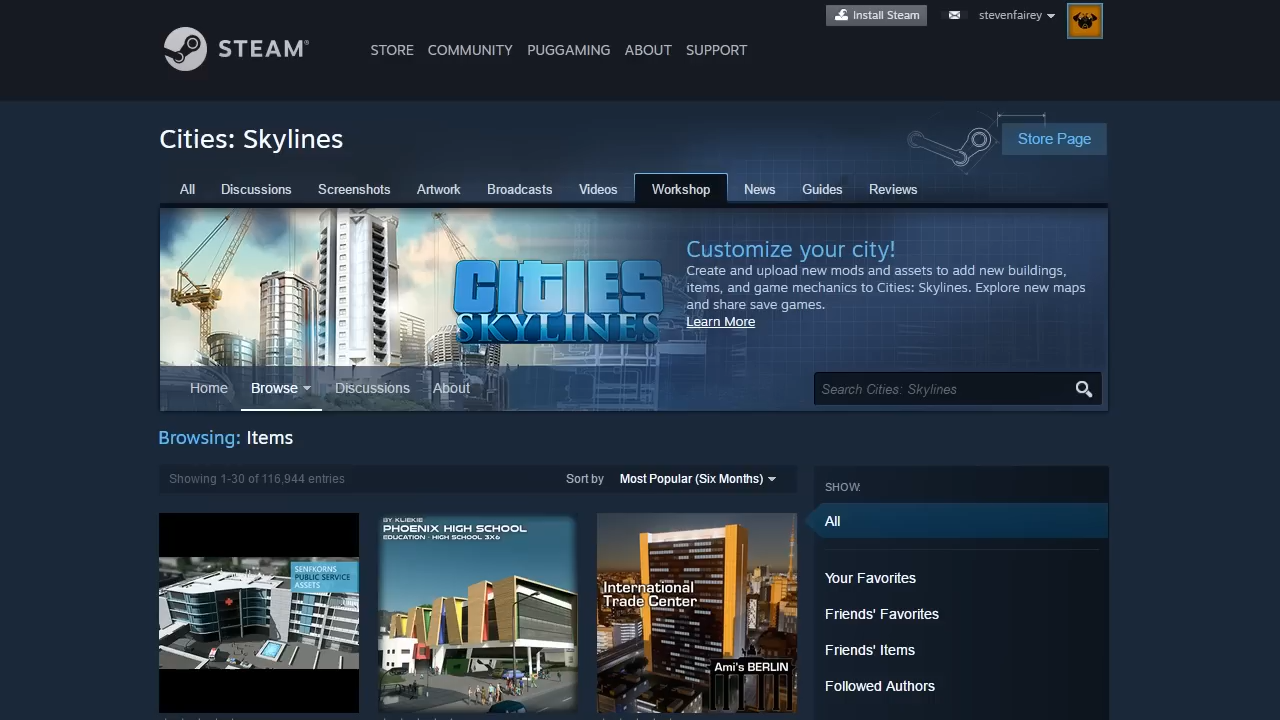 Install Steam
stevenfairey
STEAM®
STORE COMMUNITY PUGGAMING ABOUT SUPPORT
Cities: Skylines
Store Page
All Discussions Screenshots Artwork Broadcasts Videos Workshop News Guides Reviews
CITIES
SKYLINES
Customize your city!
Create and upload new mods and assets to add new buildings,
items, and game mechanics to Cities: Skylines. Explore new maps
and share save games.
Learn More
Home Browse Discussions About
Search Cities: Skylines
Browsing: Items
Showing 1-30 of 116,944 entries
Sort by Most Popular (Six Months)
SENFKORNS
PUBLIC SERVICE
ASSETS
BY KLIEKIE
PHOENIX HIGH SCHOOL
EDUCATION - HIGH SCHOOL 3X6
International
Trade Center
Ami's BERLIN
SHOW:
All
Your Favorites
Friends' Favorites
Friends' Items
Followed Authors